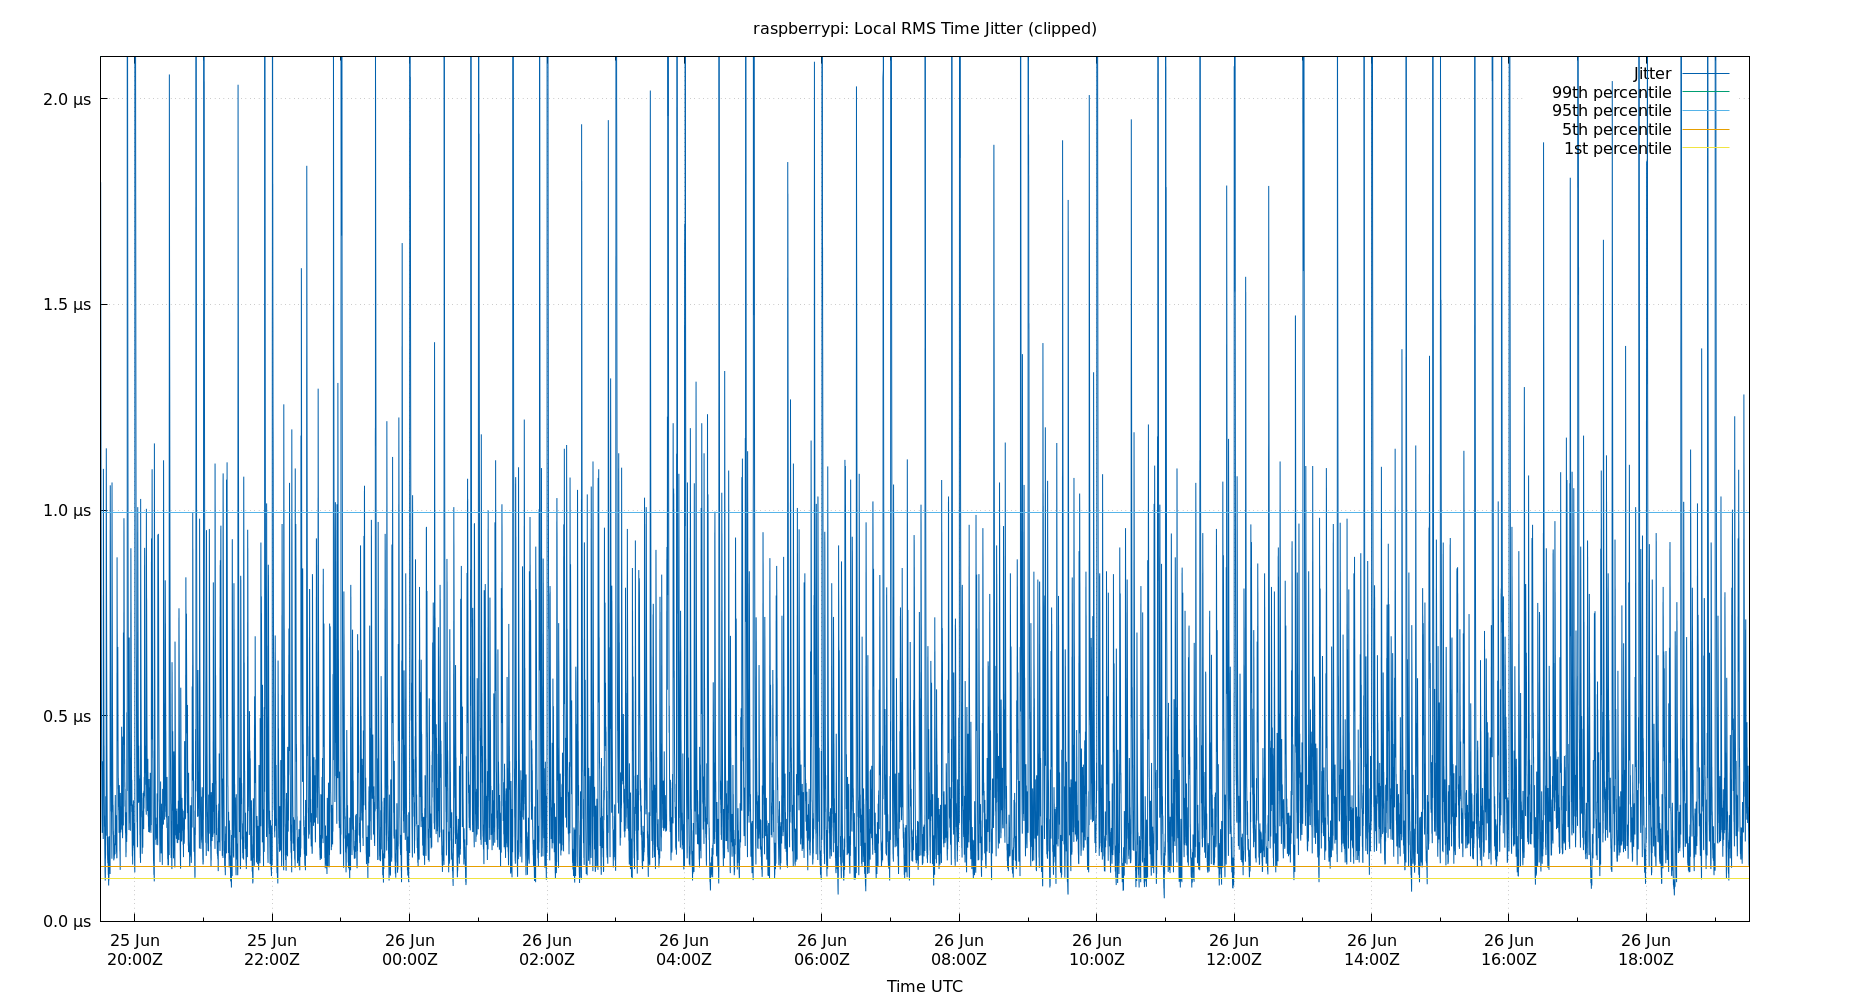 raspberrypi: Local RMS Time Jitter (clipped)
Jitter
99th percentile
95th percentile
5th percentile
1st percentile
2.0 µs
1.5 µs
1.0 µs
0.5 µs
0.0 µs
25 Jun 25 Jun 26 Jun 26 Jun 26 Jun 26 Jun 26 Jun 26 Jun 26 Jun 26 Jun 26 Jun 26 Jun
20:00Z 22:00Z 00:00Z 02:00Z 04:00Z 06:00Z 08:00Z 10:00Z 12:00Z 14:00Z 16:00Z 18:00Z
Time UTC